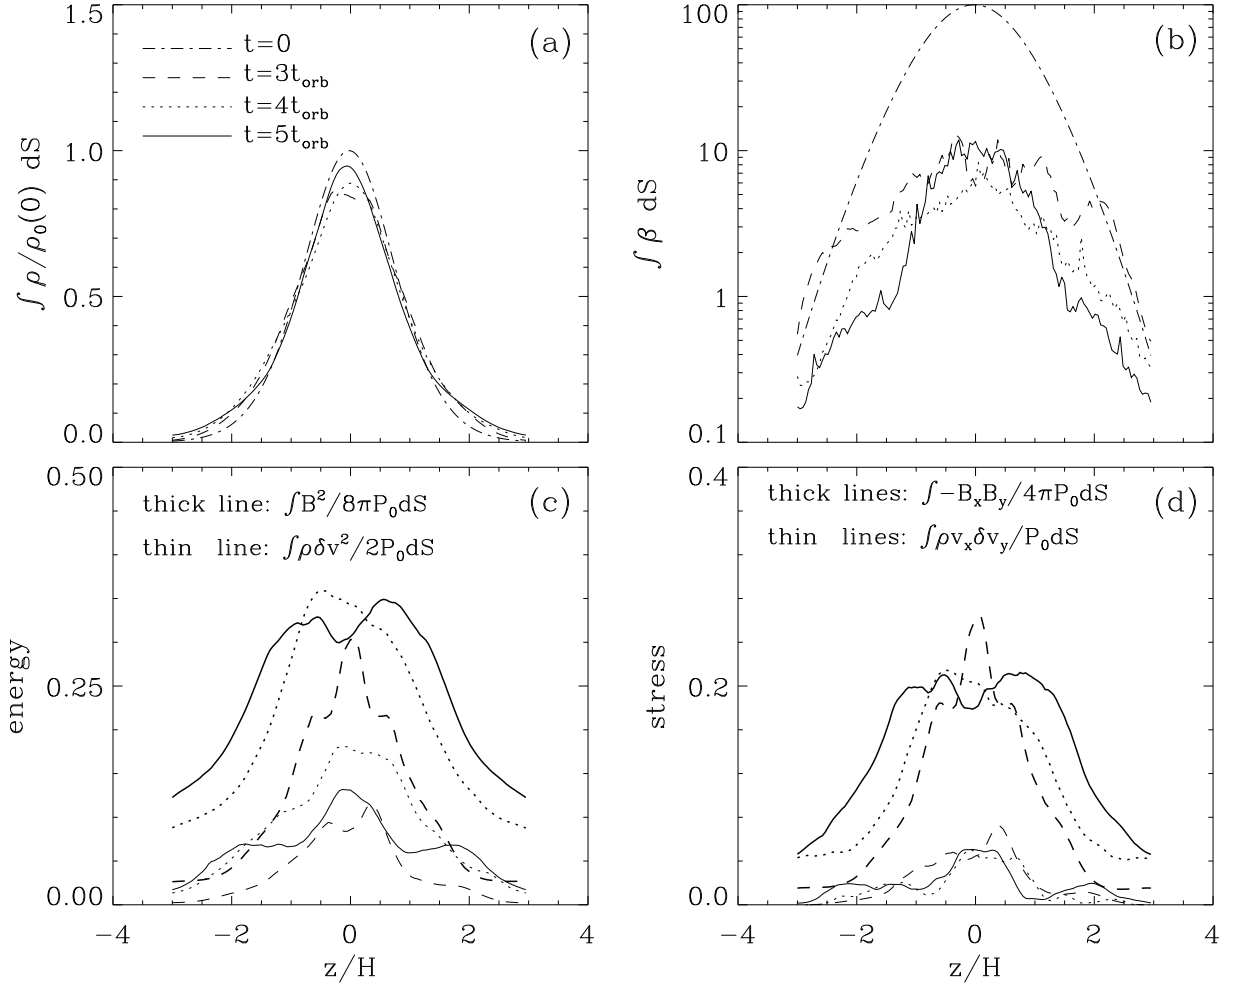 1.5
1.0
0.5
0.0
∫ ρ/ρ₀(0) dS
t=0
t=3t_orb
t=4t_orb
t=5t_orb
(a)
100
10
1
0.1
∫ β dS
(b)
0.50
0.25
0.00
energy
thick line: ∫B²/8πP₀dS
thin line: ∫ρδv²/2P₀dS
(c)
−4 −2 0 2 4
z/H
0.4
0.2
0.0
stress
thick lines: ∫−BₓB_y/4πP₀dS
thin lines: ∫ρvₓδv_y/P₀dS
(d)
−4 −2 0 2 4
z/H